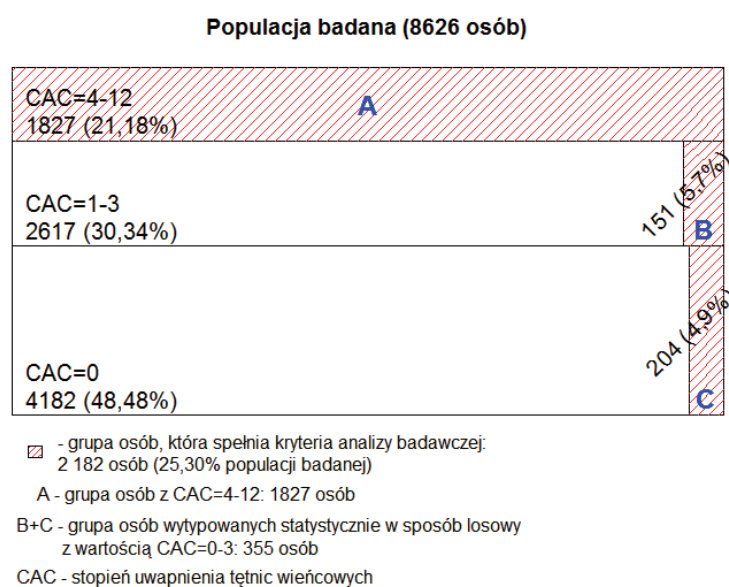 Populacja badana (8626 osób)
CAC=4-12
1827 (21,18%)
A
CAC=1-3
2617 (30,34%)
151 (5,7%)
B
CAC=0
4182 (48,48%)
204 (4,9%)
C
- grupa osób, która spełnia kryteria analizy badawczej:
2 182 osób (25,30% populacji badanej)
A - grupa osób z CAC=4-12: 1827 osób
B+C - grupa osób wytypowanych statystycznie w sposób losowy
z wartością CAC=0-3: 355 osób
CAC - stopień uwapnienia tętnic wieńcowych